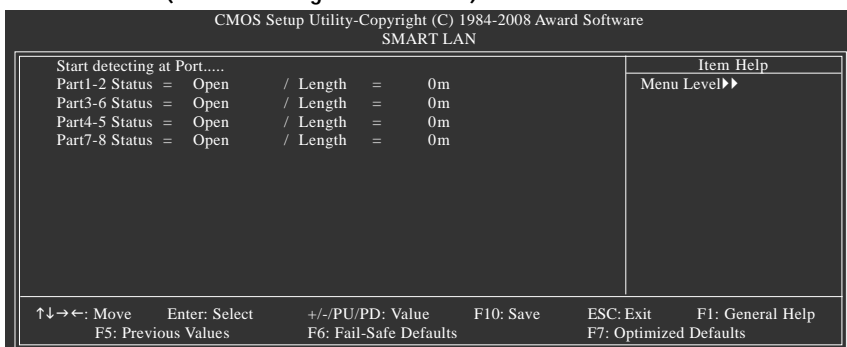 CMOS Setup Utility-Copyright (C) 1984-2008 Award Software
SMART LAN
Start detecting at Port.....
Part1-2 Status = Open / Length = 0m
Part3-6 Status = Open / Length = 0m
Part4-5 Status = Open / Length = 0m
Part7-8 Status = Open / Length = 0m
Item Help
Menu Level▶▶
↑↓→←: Move Enter: Select +/-/PU/PD: Value F10: Save ESC: Exit F1: General Help
F5: Previous Values F6: Fail-Safe Defaults F7: Optimized Defaults